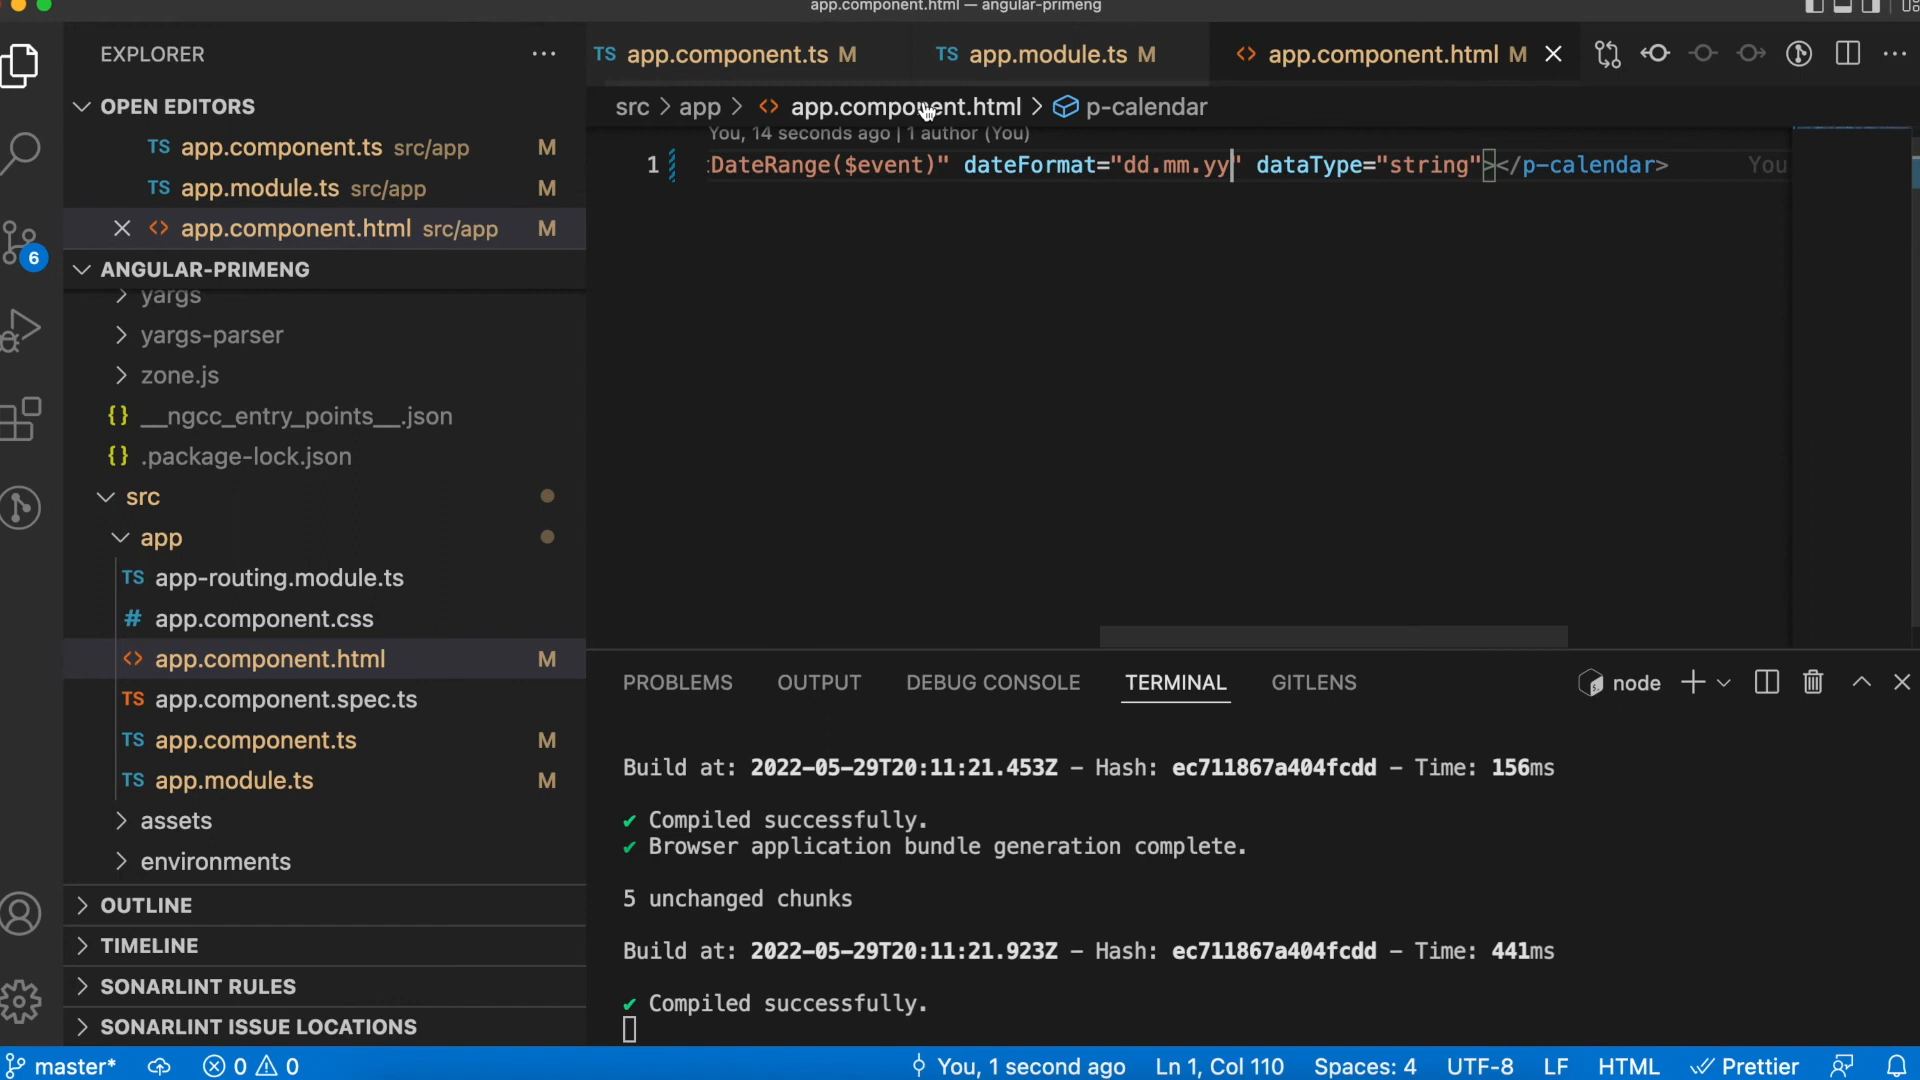 app.component.html — angular-primeng
EXPLORER
TS app.component.ts M
TS app.module.ts M
<> app.component.html M
OPEN EDITORS
TS app.component.ts src/app M
TS app.module.ts src/app M
<> app.component.html src/app M
src > app > <> app.component.html > p-calendar
You, 14 seconds ago | 1 author (You)
1 :DateRange($event)" dateFormat="dd.mm.yy" dataType="string"></p-calendar> You
6
ANGULAR-PRIMENG
yargs
yargs-parser
zone.js
{} __ngcc_entry_points__.json
{} .package-lock.json
src
app
TS app-routing.module.ts
# app.component.css
<> app.component.html M
TS app.component.spec.ts
TS app.component.ts M
TS app.module.ts M
assets
environments
OUTLINE
TIMELINE
SONARLINT RULES
SONARLINT ISSUE LOCATIONS
PROBLEMS OUTPUT DEBUG CONSOLE TERMINAL GITLENS
node
Build at: 2022-05-29T20:11:21.453Z - Hash: ec711867a404fcdd - Time: 156ms
✔ Compiled successfully.
✔ Browser application bundle generation complete.
5 unchanged chunks
Build at: 2022-05-29T20:11:21.923Z - Hash: ec711867a404fcdd - Time: 441ms
✔ Compiled successfully.
master* 0 0 You, 1 second ago Ln 1, Col 110 Spaces: 4 UTF-8 LF HTML Prettier